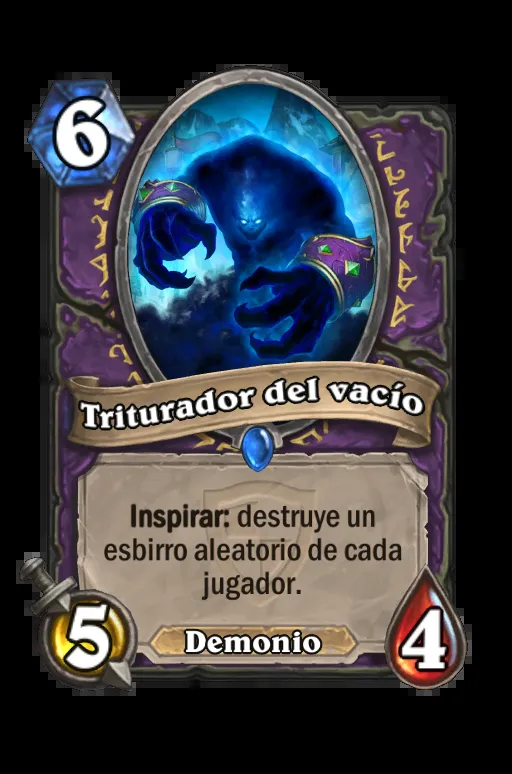 6
Triturador del vacío
Inspirar: destruye un
esbirro aleatorio de cada
jugador.
5
Demonio
4